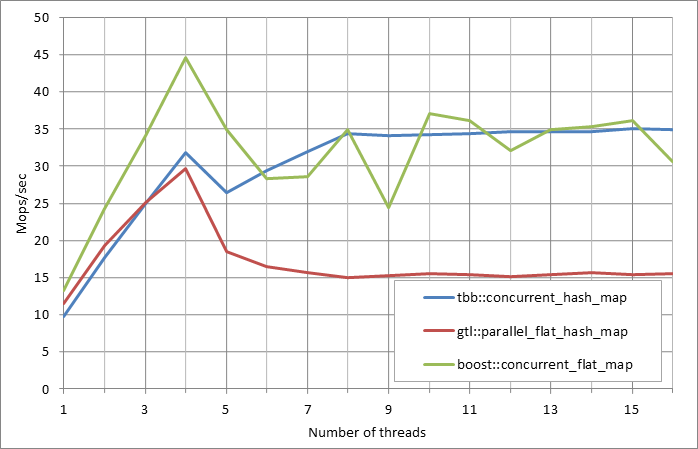 50
45
40
35
30
25
20
15
10
5
0
Mops/sec
tbb::concurrent_hash_map
gtl::parallel_flat_hash_map
boost::concurrent_flat_map
1 3 5 7 9 11 13 15
Number of threads